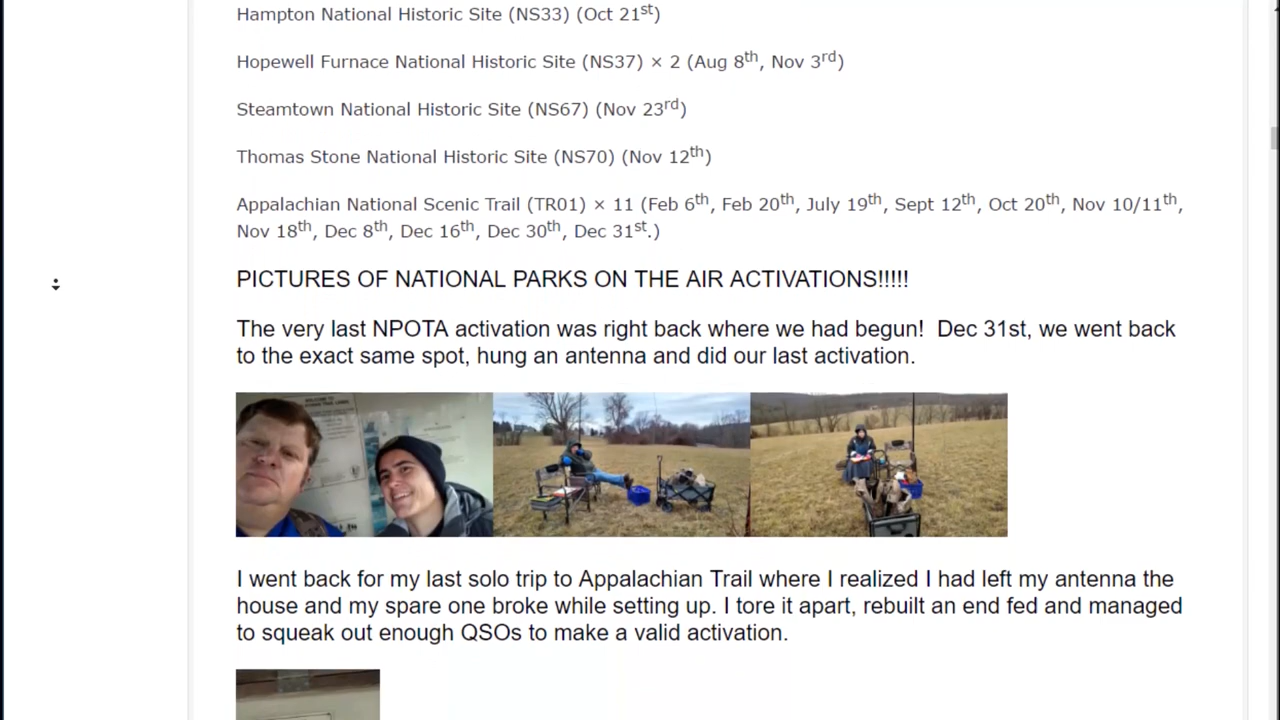 Hampton National Historic Site (NS33) (Oct 21st)
Hopewell Furnace National Historic Site (NS37) × 2 (Aug 8th, Nov 3rd)
Steamtown National Historic Site (NS67) (Nov 23rd)
Thomas Stone National Historic Site (NS70) (Nov 12th)
Appalachian National Scenic Trail (TR01) × 11 (Feb 6th, Feb 20th, July 19th, Sept 12th, Oct 20th, Nov 10/11th,
Nov 18th, Dec 8th, Dec 16th, Dec 30th, Dec 31st.)
PICTURES OF NATIONAL PARKS ON THE AIR ACTIVATIONS!!!!!
The very last NPOTA activation was right back where we had begun!  Dec 31st, we went back
to the exact same spot, hung an antenna and did our last activation.
I went back for my last solo trip to Appalachian Trail where I realized I had left my antenna the
house and my spare one broke while setting up. I tore it apart, rebuilt an end fed and managed
to squeak out enough QSOs to make a valid activation.